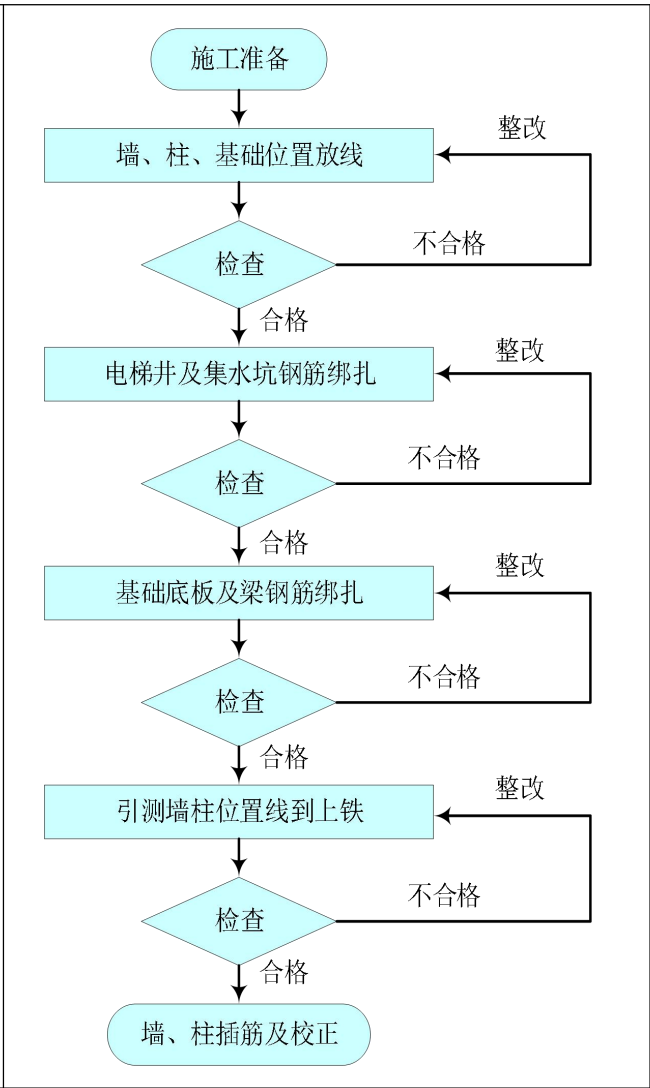 施工准备
墙、柱、基础位置放线
整改
检查
不合格
合格
电梯井及集水坑钢筋绑扎
整改
检查
不合格
合格
基础底板及梁钢筋绑扎
整改
检查
不合格
合格
引测墙柱位置线到上铁
整改
检查
不合格
合格
墙、柱插筋及校正